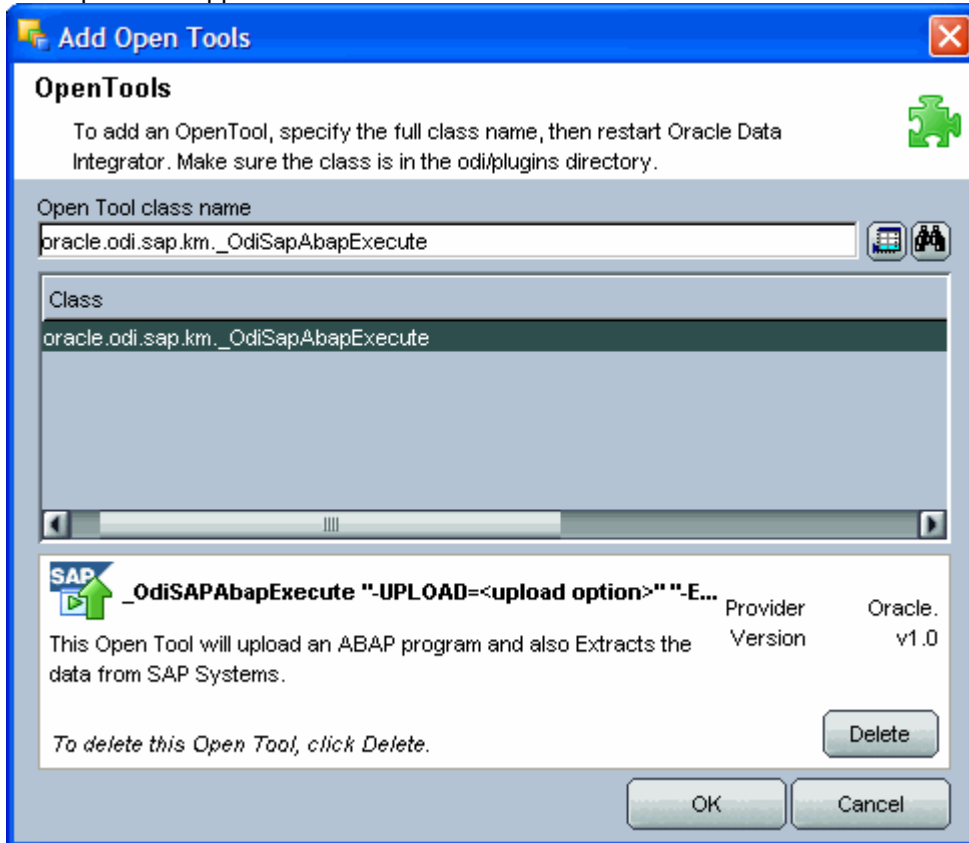 Add Open Tools
OpenTools
To add an OpenTool, specify the full class name, then restart Oracle Data
Integrator. Make sure the class is in the odi/plugins directory.
Open Tool class name
oracle.odi.sap.km._OdiSapAbapExecute
Class
oracle.odi.sap.km._OdiSapAbapExecute
SAP
_OdiSAPAbapExecute "-UPLOAD=<upload option>" "-E...
Provider Oracle.
This Open Tool will upload an ABAP program and also Extracts the
Version v1.0
data from SAP Systems.
To delete this Open Tool, click Delete.
Delete
OK Cancel